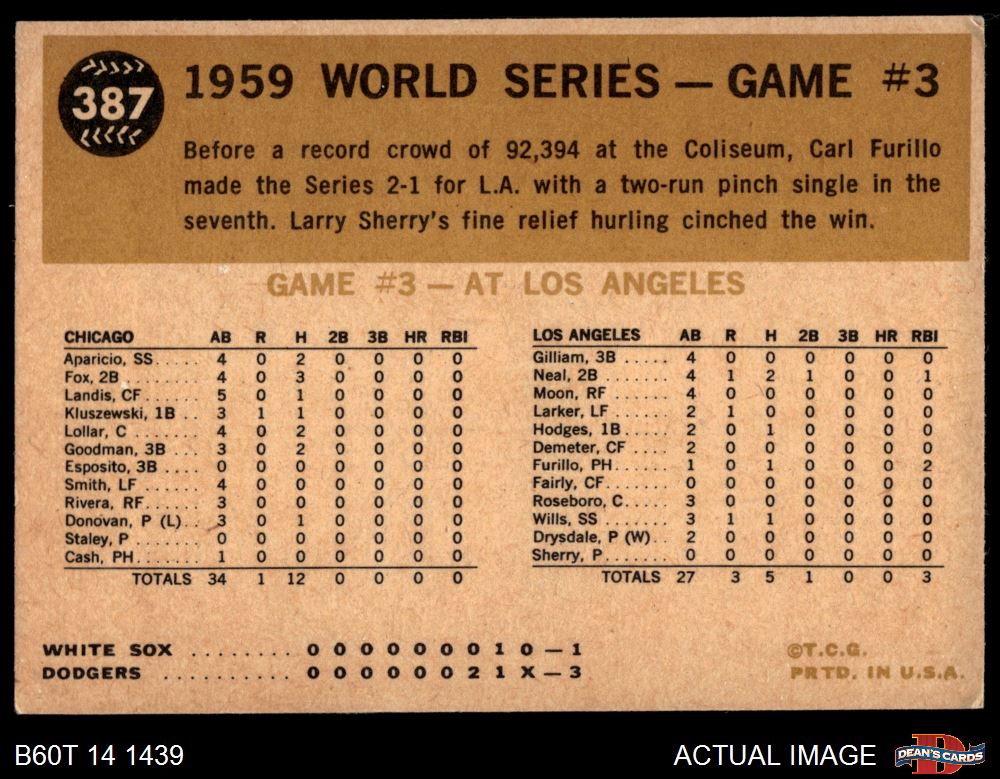 387
1959 WORLD SERIES — GAME #3
Before a record crowd of 92,394 at the Coliseum, Carl Furillo
made the Series 2-1 for L.A. with a two-run pinch single in the
seventh. Larry Sherry's fine relief hurling cinched the win.
GAME #3 — AT LOS ANGELES
CHICAGO AB R H 2B 3B HR RBI
Aparicio, SS..... 4 0 2 0 0 0 0
Fox, 2B ........ 4 0 3 0 0 0 0
Landis, CF...... 5 0 1 0 0 0 0
Kluszewski, 1B .. 3 1 1 0 0 0 0
Lollar, C ....... 4 0 2 0 0 0 0
Goodman, 3B .... 3 0 2 0 0 0 0
Esposito, 3B .... 0 0 0 0 0 0 0
Smith, LF ...... 4 0 0 0 0 0 0
Rivera, RF...... 3 0 0 0 0 0 0
Donovan, P (L).. 3 0 1 0 0 0 0
Staley, P ...... 0 0 0 0 0 0 0
Cash, PH....... 1 0 0 0 0 0 0
TOTALS 34 1 12 0 0 0 0
LOS ANGELES AB R H 2B 3B HR RBI
Gilliam, 3B ..... 4 0 0 0 0 0 0
Neal, 2B ....... 4 1 2 1 0 0 1
Moon, RF ...... 4 0 0 0 0 0 0
Larker, LF ..... 2 1 0 0 0 0 0
Hodges, 1B..... 2 0 1 0 0 0 0
Demeter, CF.... 2 0 0 0 0 0 0
Furillo, PH...... 1 0 1 0 0 0 2
Fairly, CF...... 0 0 0 0 0 0 0
Roseboro, C.... 3 0 0 0 0 0 0
Wills, SS ...... 3 1 1 0 0 0 0
Drysdale, P (W).. 2 0 0 0 0 0 0
Sherry, P...... 0 0 0 0 0 0 0
TOTALS 27 3 5 1 0 0 3
WHITE SOX ........ 0 0 0 0 0 0 0 1 0 — 1
DODGERS .......... 0 0 0 0 0 0 2 1 X — 3
©T.C.G.
PRTD. IN U.S.A.
B60T 14 1439
ACTUAL IMAGE
DEAN'S CARDS